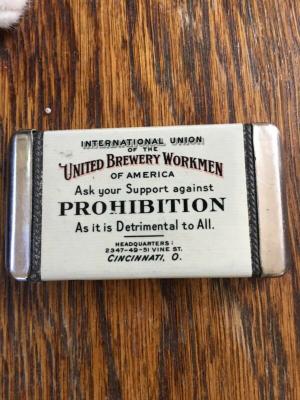 INTERNATIONAL UNION
OF THE
UNITED BREWERY WORKMEN
OF AMERICA
Ask your Support against
PROHIBITION
As it is Detrimental to All.
HEADQUARTERS:
2347-49-51 VINE ST.
CINCINNATI, O.